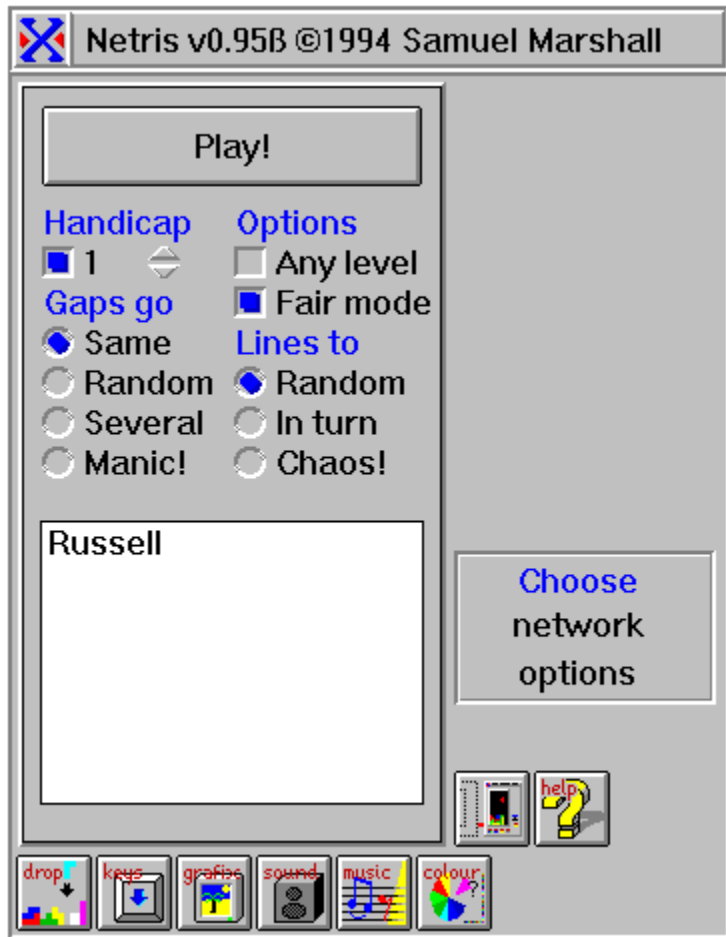 Netris v0.95ß ©1994 Samuel Marshall
Play!
Handicap
1
Gaps go
Same
Random
Several
Manic!
Options
Any level
Fair mode
Lines to
Random
In turn
Chaos!
Russell
Choose
network
options
help
drop
keys
grafix
sound
music
colour